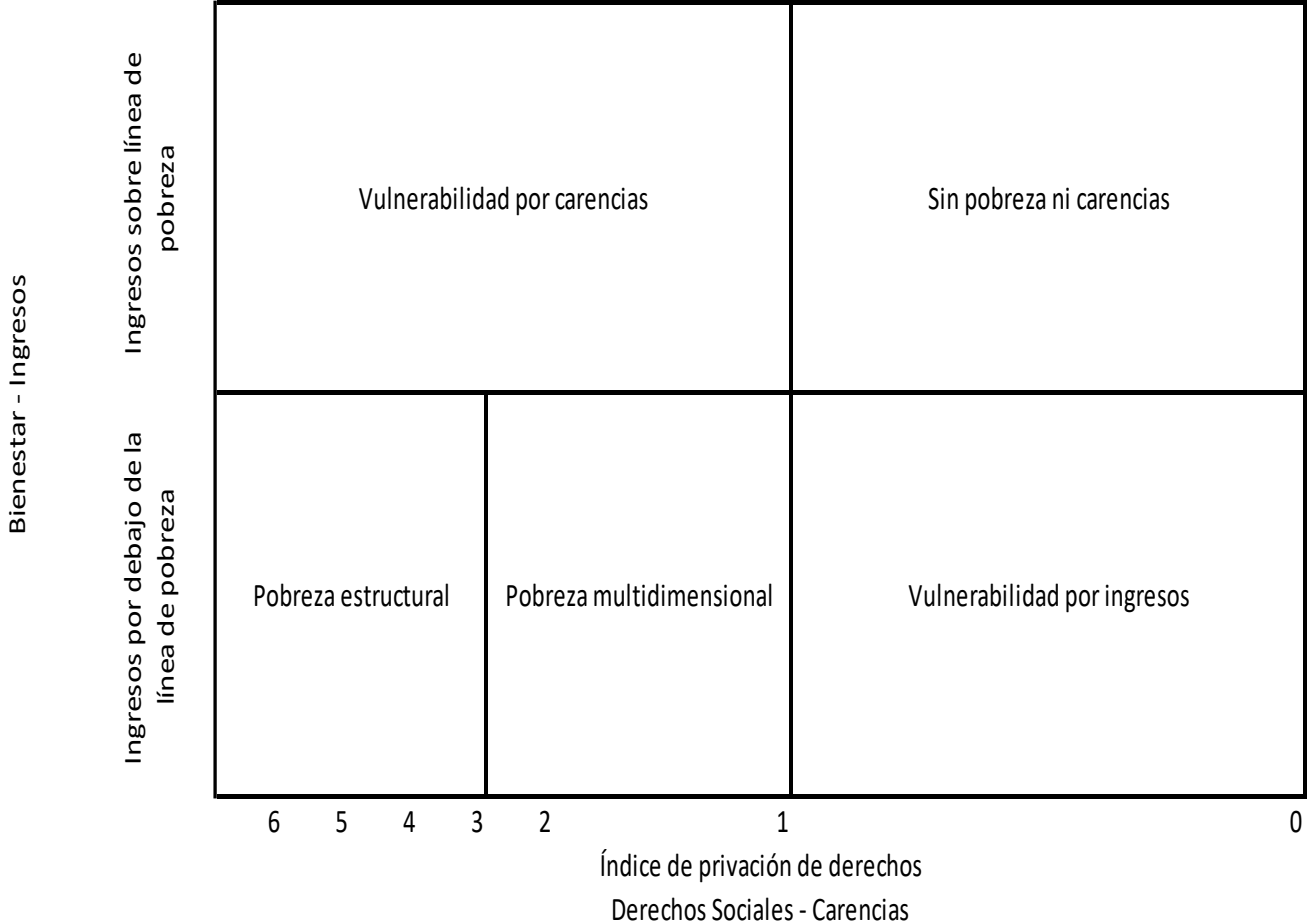 Bienestar - Ingresos
Ingresos sobre línea de
pobreza
Vulnerabilidad por carencias
Sin pobreza ni carencias
Ingresos por debajo de la
línea de pobreza
Pobreza estructural
Pobreza multidimensional
Vulnerabilidad por ingresos
6 5 4 3 2 1 0
Índice de privación de derechos
Derechos Sociales - Carencias